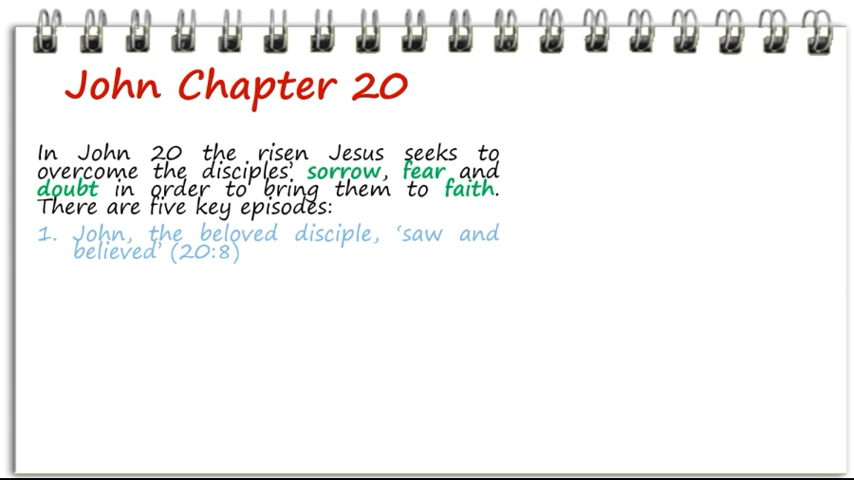 John Chapter 20
In John 20 the risen Jesus seeks to
overcome the disciples' sorrow, fear and
doubt in order to bring them to faith.
There are five key episodes:
1. John, the beloved disciple, ‘saw and
believed’ (20:8)